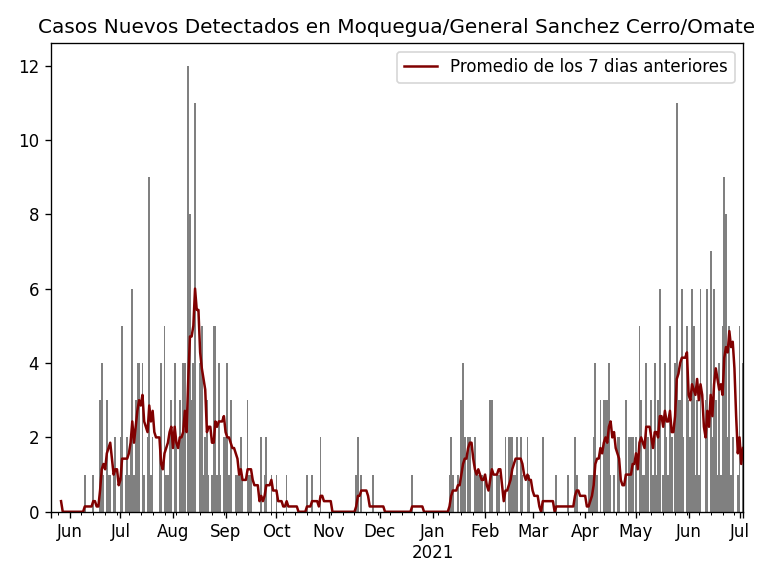 Casos Nuevos Detectados en Moquegua/General Sanchez Cerro/Omate
Promedio de los 7 dias anteriores
12
10
8
6
4
2
0
Jun Jul Aug Sep Oct Nov Dec Jan Feb Mar Apr May Jun Jul
2021